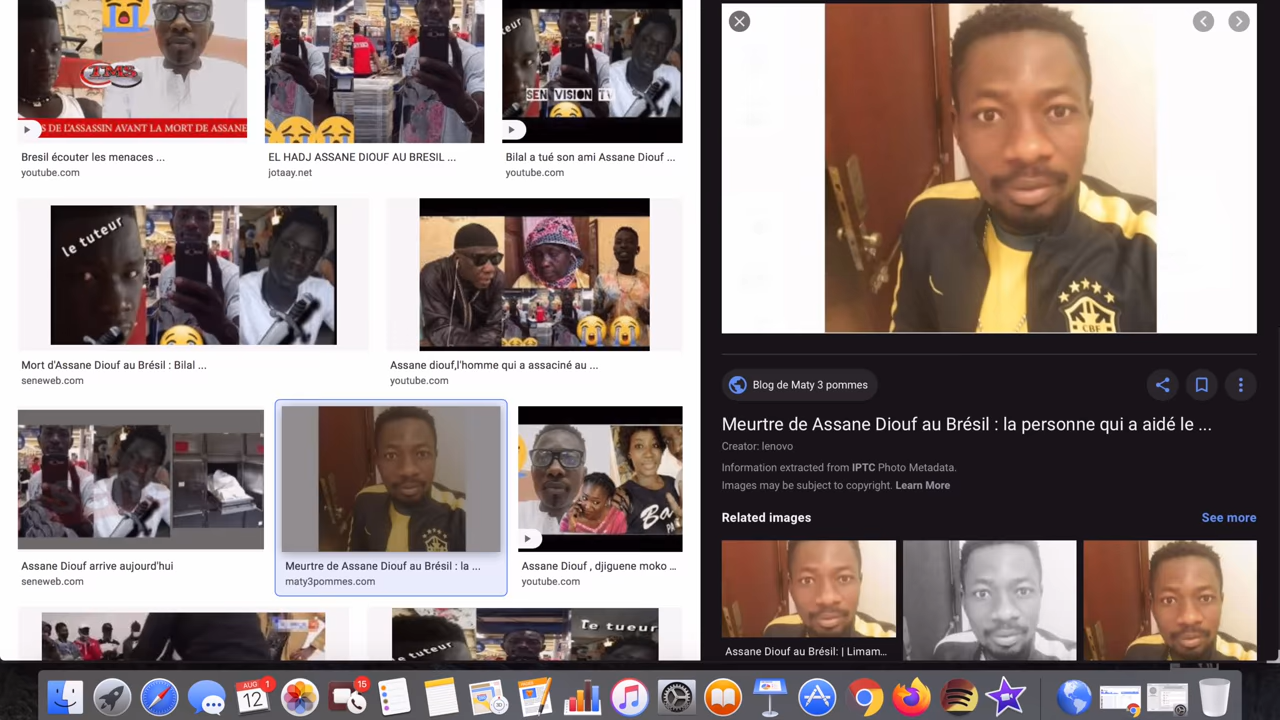 TMS
S DE L'ASSASSIN AVANT LA MORT DE ASSANE
Bresil écouter les menaces ...
youtube.com
EL HADJ ASSANE DIOUF AU BRESIL ...
jotaay.net
SEN VISION TV
Bilal a tué son ami Assane Diouf ...
youtube.com
le tuteur
Mort d'Assane Diouf au Brésil : Bilal ...
seneweb.com
Assane diouf,l'homme qui a assaciné au ...
youtube.com
Assane Diouf arrive aujourd'hui
seneweb.com
Meurtre de Assane Diouf au Brésil : la ...
maty3pommes.com
Assane Diouf , djiguene moko ...
youtube.com
le tueur
CBF
Blog de Maty 3 pommes
Meurtre de Assane Diouf au Brésil : la personne qui a aidé le ...
Creator: lenovo
Information extracted from IPTC Photo Metadata.
Images may be subject to copyright. Learn More
Related images
See more
Assane Diouf au Brésil: | Limam...
AUG
12
1
15